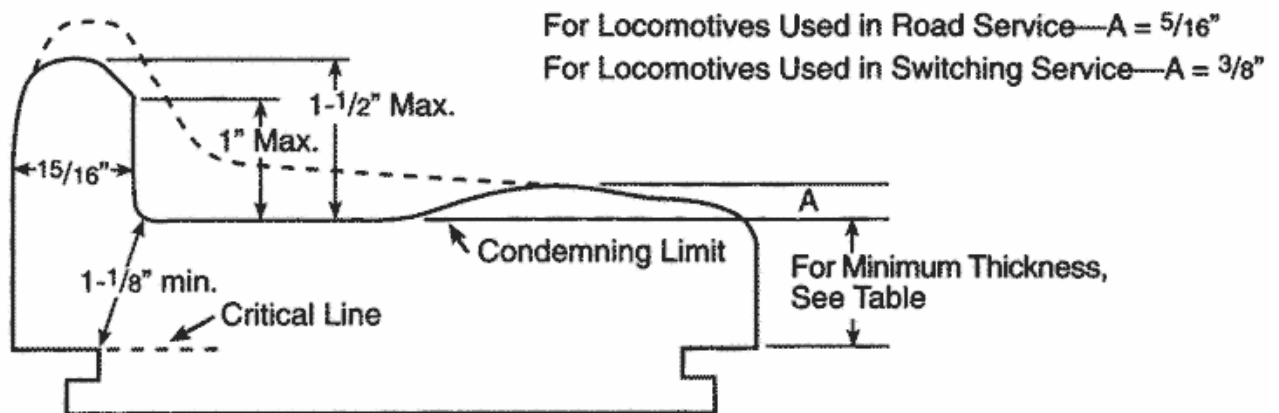 For Locomotives Used in Road Service—A = 5/16"
For Locomotives Used in Switching Service—A = 3/8"
1-1/2" Max.
1" Max.
15/16"
A
Condemning Limit
For Minimum Thickness,
See Table
1-1/8" min.
Critical Line